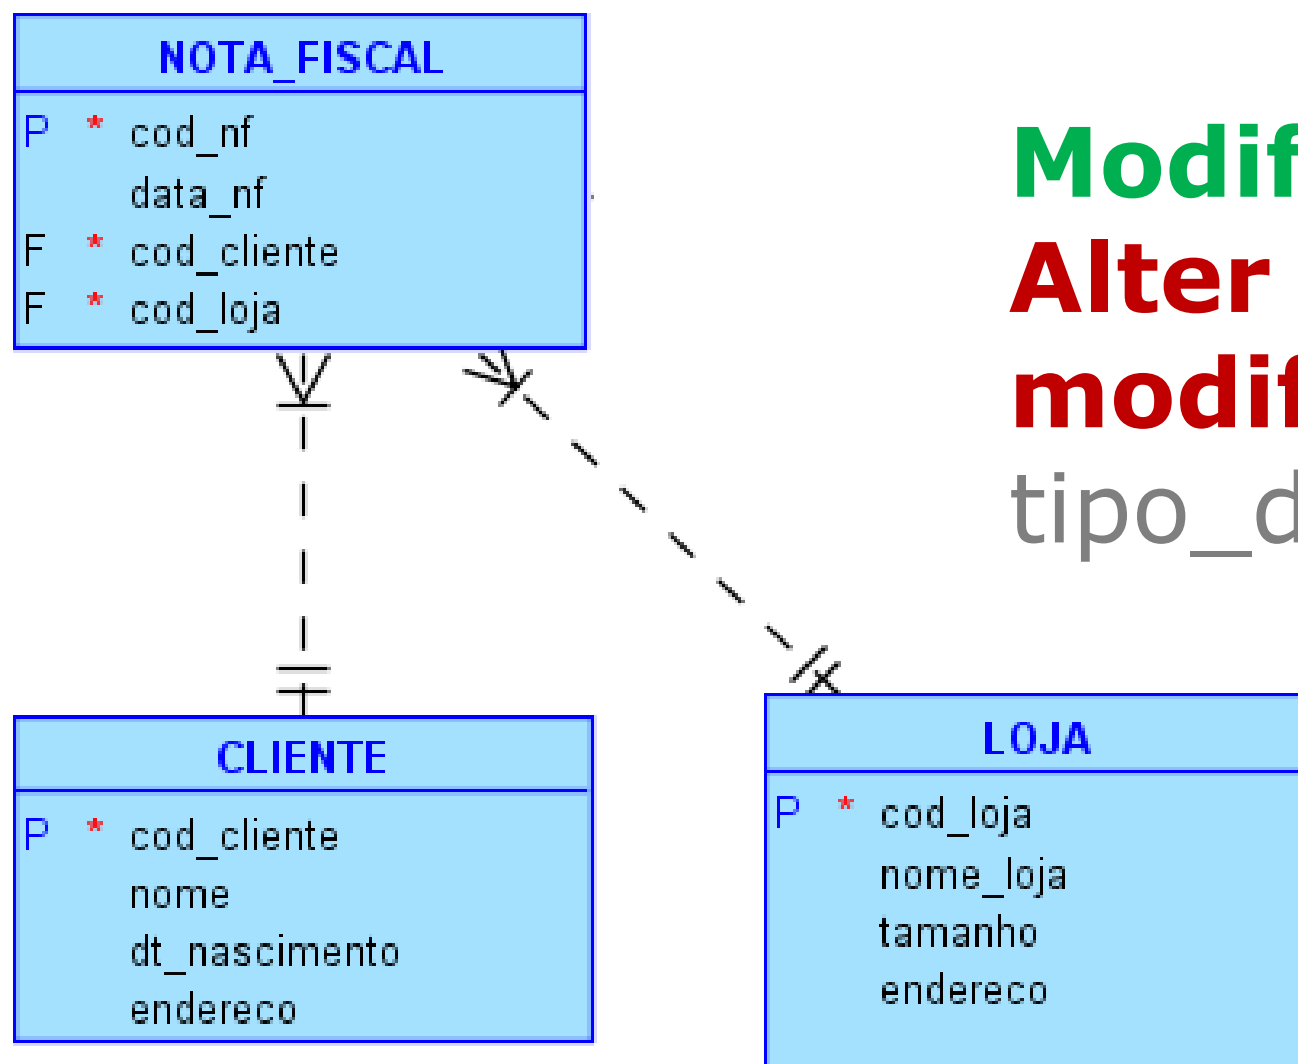 NOTA_FISCAL
P * cod_nf
data_nf
F * cod_cliente
F * cod_loja
Modif
Alter
modif
tipo_d
CLIENTE
P * cod_cliente
nome
dt_nascimento
endereco
LOJA
P * cod_loja
nome_loja
tamanho
endereco